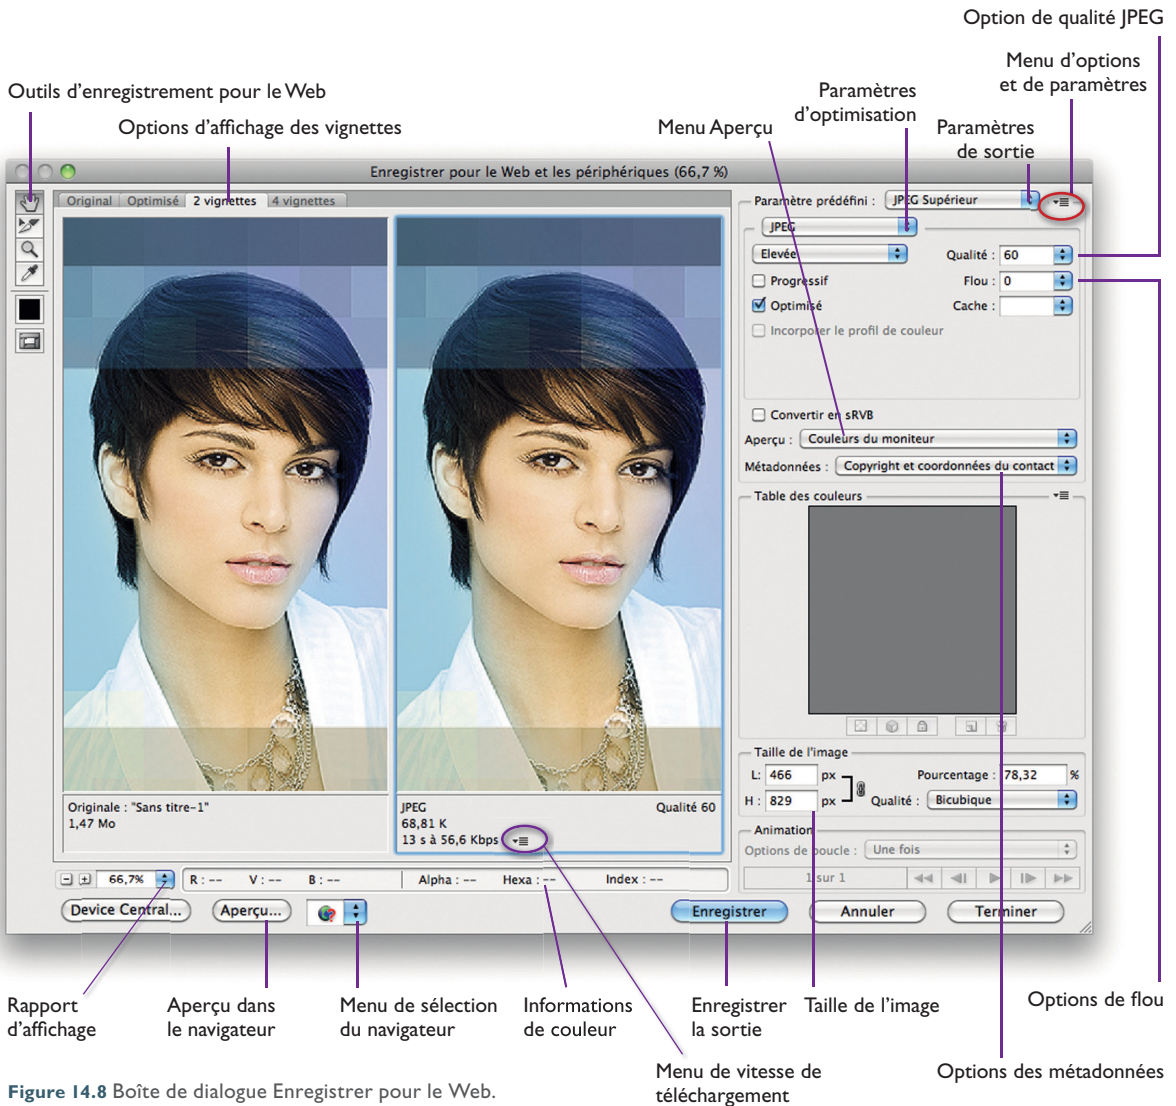 Option de qualité JPEG
Menu d'options
et de paramètres
Outils d'enregistrement pour le Web
Paramètres
d'optimisation
Options d'affichage des vignettes
Menu Aperçu
Paramètres
de sortie
Enregistrer pour le Web et les périphériques (66,7 %)
Original Optimisé 2 vignettes 4 vignettes
Paramètre prédéfini : JPEG Supérieur
JPEG
Elevée
Qualité : 60
Progressif
Flou : 0
Optimisé
Cache :
Incorporer le profil de couleur
Convertir en sRVB
Aperçu : Couleurs du moniteur
Métadonnées : Copyright et coordonnées du contact
Table des couleurs
Taille de l'image
L: 466 px
Pourcentage : 78,32 %
H : 829 px
Qualité : Bicubique
Originale : "Sans titre-1"
1,47 Mo
JPEG
Qualité 60
68,81 K
13 s à 56,6 Kbps
Animation
Options de boucle : Une fois
1 sur 1
66,7%
R : -- V : -- B : --
Alpha : -- Hexa : -- Index : --
Device Central...
Aperçu...
Enregistrer
Annuler
Terminer
Rapport
d'affichage
Aperçu dans
le navigateur
Menu de sélection
du navigateur
Informations
de couleur
Enregistrer
la sortie
Taille de l'image
Options de flou
Menu de vitesse de
téléchargement
Options des métadonnées
Figure 14.8 Boîte de dialogue Enregistrer pour le Web.